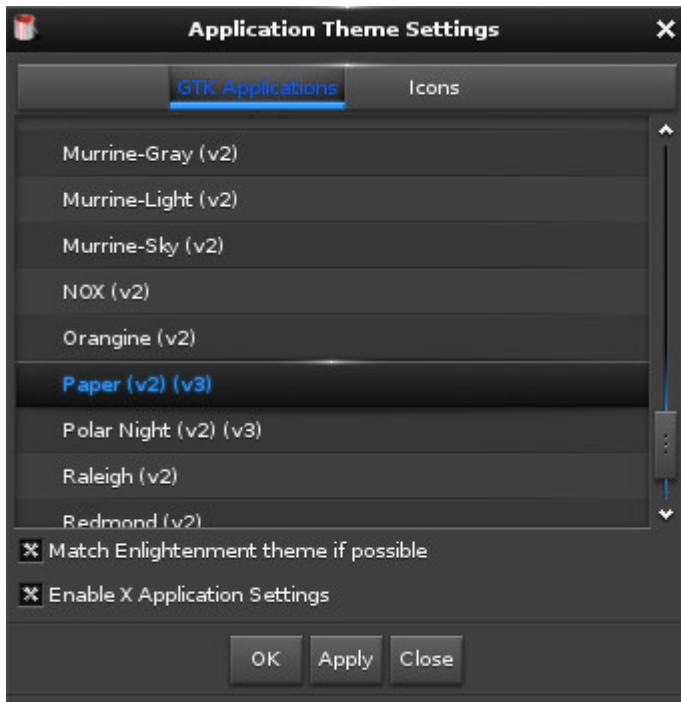 Application Theme Settings
GTK Applications Icons
Murrine-Gray (v2)
Murrine-Light (v2)
Murrine-Sky (v2)
NOX (v2)
Orangine (v2)
Paper (v2) (v3)
Polar Night (v2) (v3)
Raleigh (v2)
Redmond (v2)
Match Enlightenment theme if possible
Enable X Application Settings
OK Apply Close